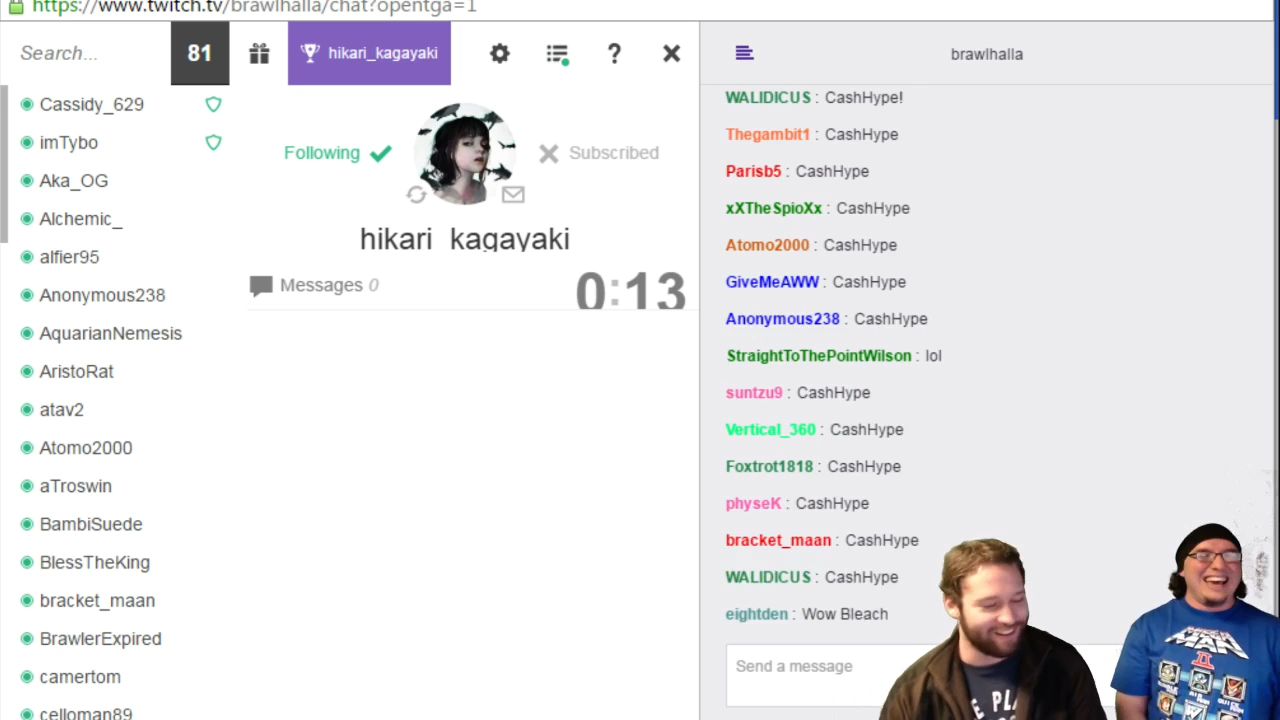 https://www.twitch.tv/brawlhalla/chat?opentga=1
Search...
81
hikari_kagayaki
?
Cassidy_629
imTybo
Aka_OG
Alchemic_
alfier95
Anonymous238
AquarianNemesis
AristoRat
atav2
Atomo2000
aTroswin
BambiSuede
BlessTheKing
bracket_maan
BrawlerExpired
camertom
celloman89
Following
Subscribed
hikari_kagayaki
Messages 0
0:13
brawlhalla
WALIDICUS : CashHype!
Thegambit1 : CashHype
Parisb5 : CashHype
xXTheSpioXx : CashHype
Atomo2000 : CashHype
GiveMeAWW : CashHype
Anonymous238 : CashHype
StraightToThePointWilson : lol
suntzu9 : CashHype
Vertical_360 : CashHype
Foxtrot1818 : CashHype
physeK : CashHype
bracket_maan : CashHype
WALIDICUS : CashHype
eightden : Wow Bleach
Send a message
MAN
II